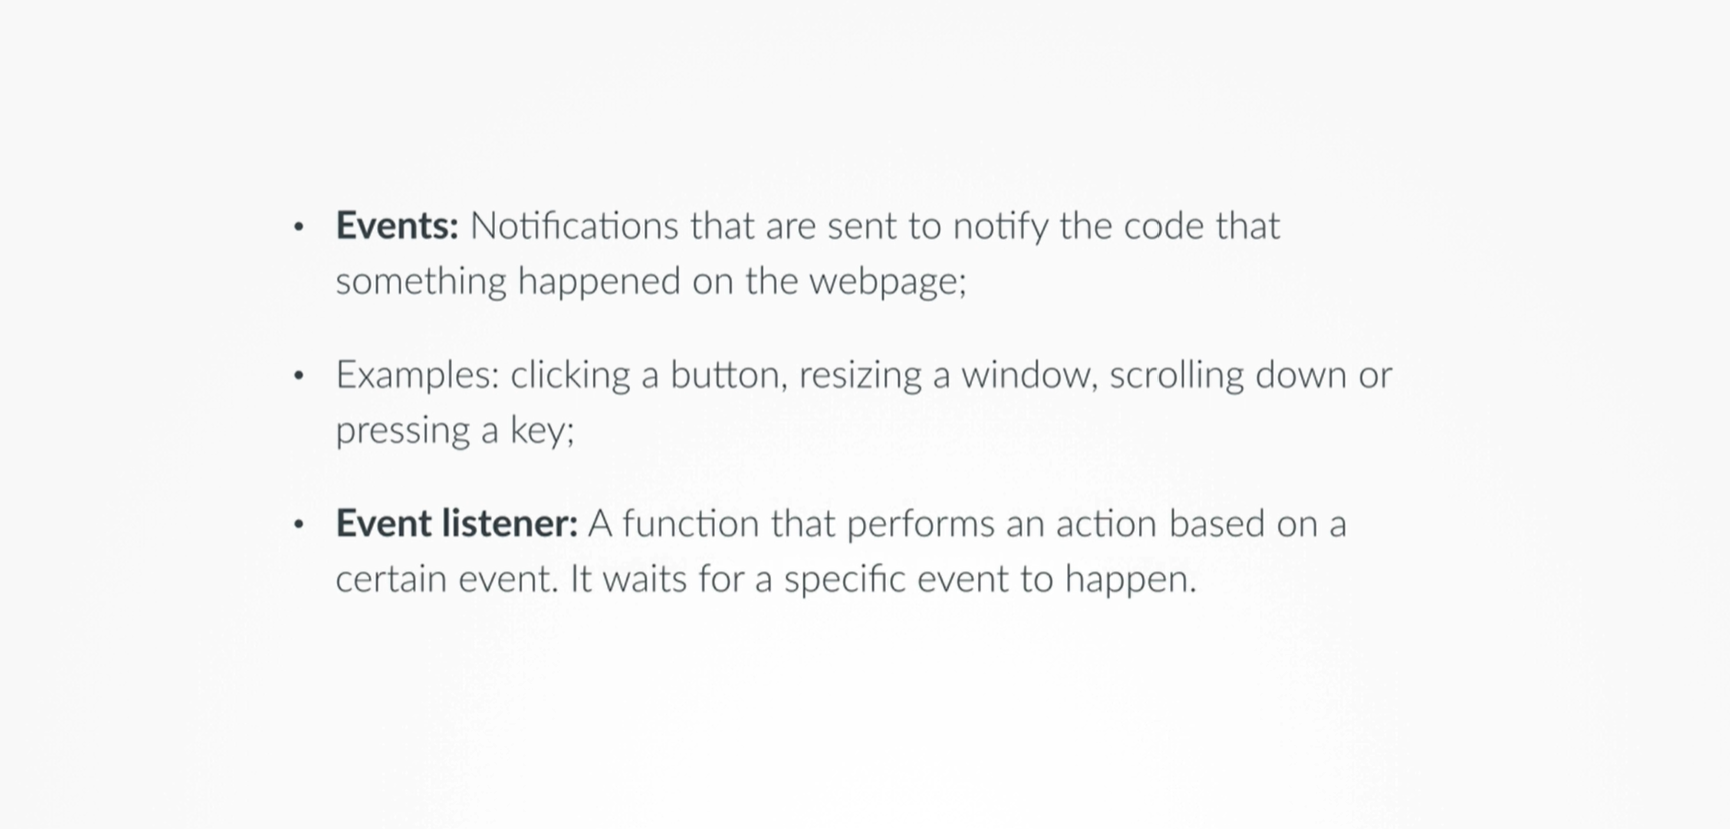 • Events: Notifications that are sent to notify the code that
something happened on the webpage;
• Examples: clicking a button, resizing a window, scrolling down or
pressing a key;
• Event listener: A function that performs an action based on a
certain event. It waits for a specific event to happen.